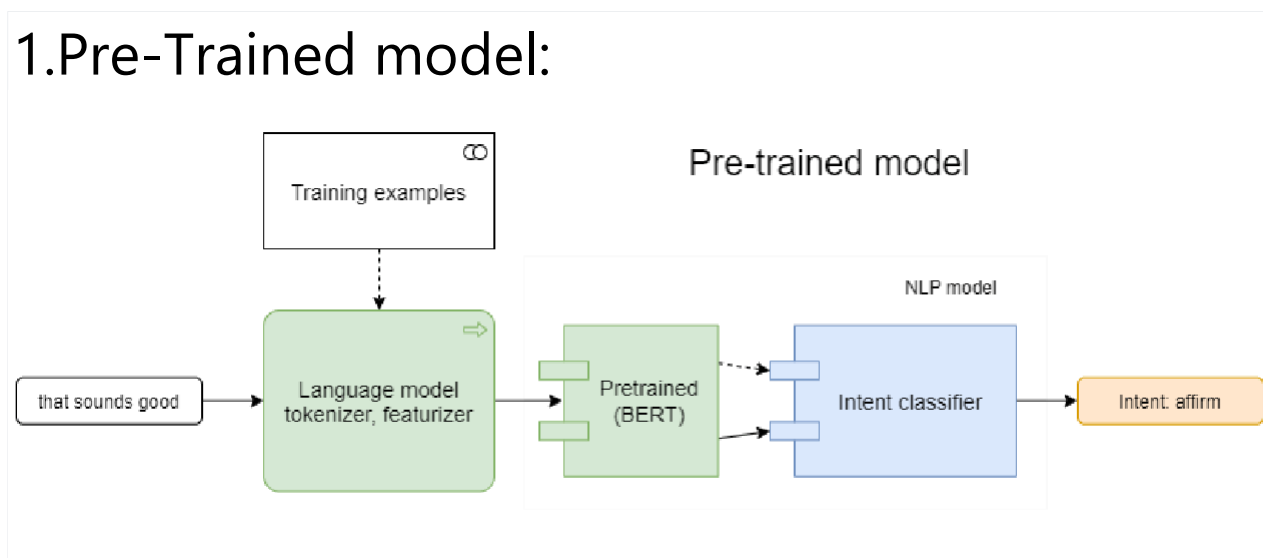 1.Pre-Trained model:
Pre-trained model
Training examples
NLP model
that sounds good
Language model
tokenizer, featurizer
Pretrained
(BERT)
Intent classifier
Intent: affirm